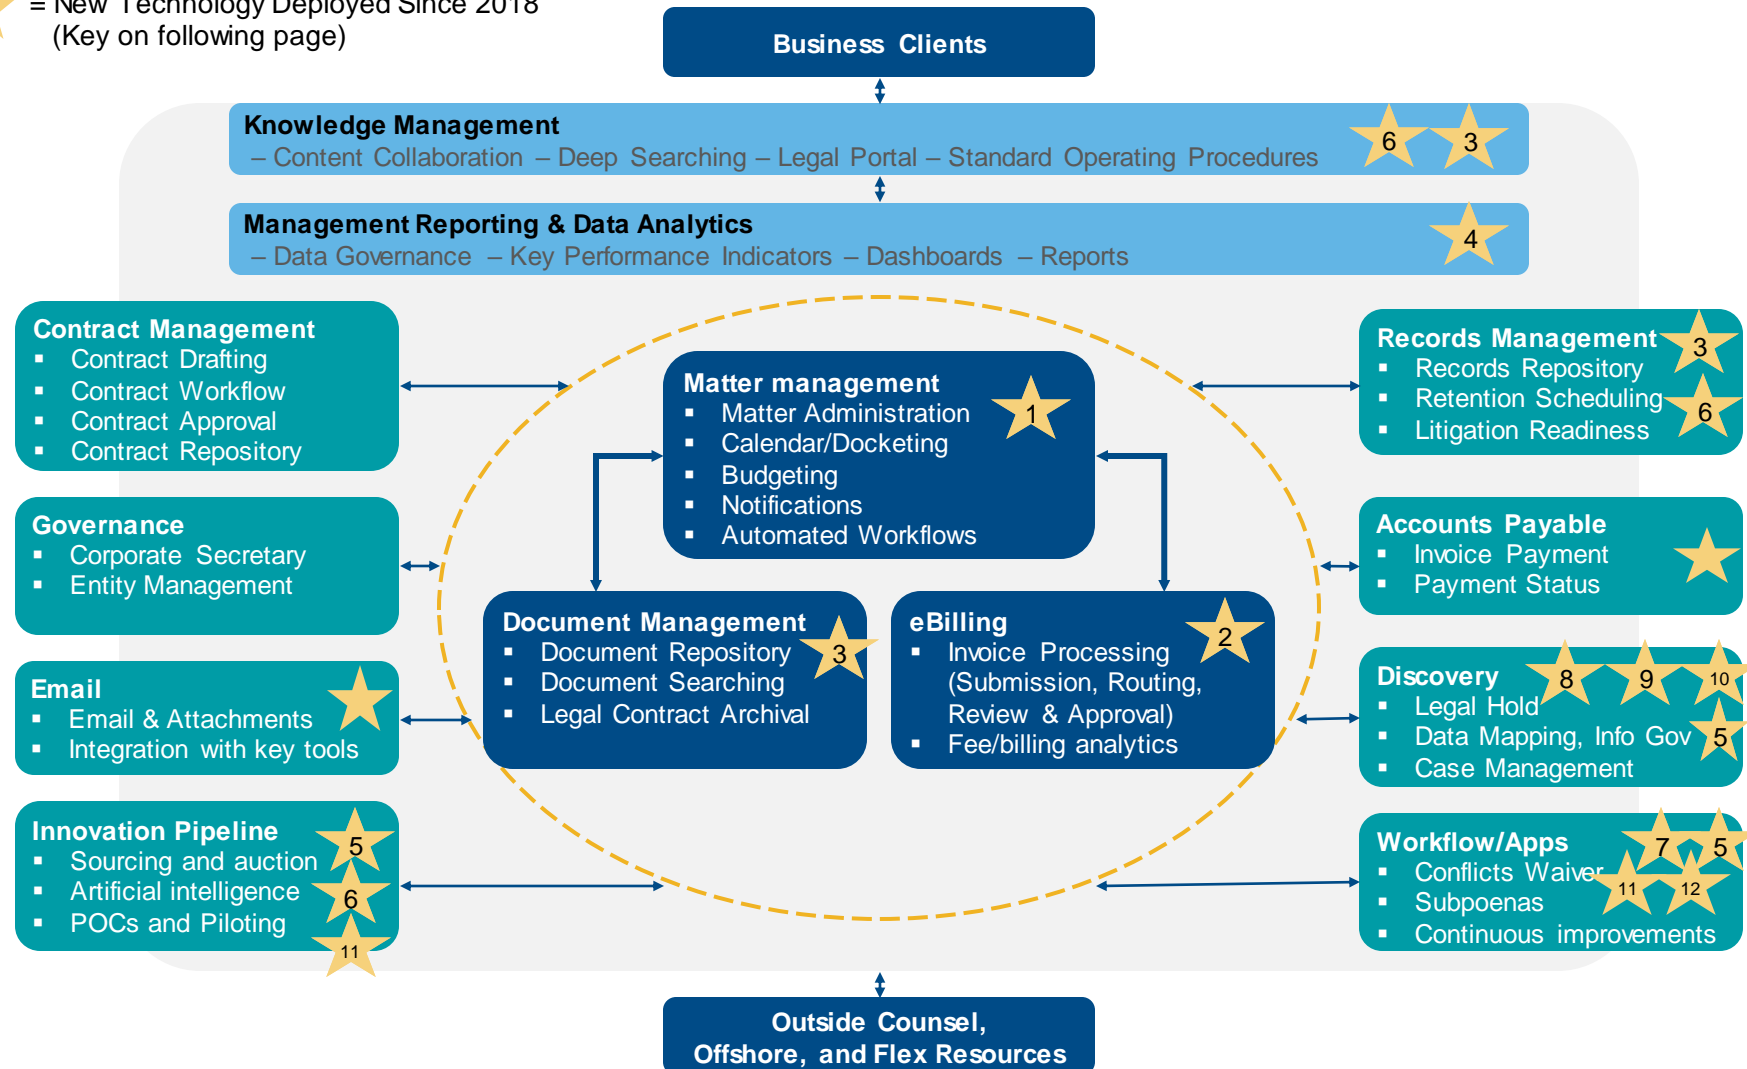 = New Technology Deployed Since 2018
(Key on following page)
Business Clients
Knowledge Management
– Content Collaboration – Deep Searching – Legal Portal – Standard Operating Procedures
6
3
Management Reporting & Data Analytics
– Data Governance – Key Performance Indicators – Dashboards – Reports
4
Contract Management
▪ Contract Drafting
▪ Contract Workflow
▪ Contract Approval
▪ Contract Repository
Governance
▪ Corporate Secretary
▪ Entity Management
Email
▪ Email & Attachments
▪ Integration with key tools
Innovation Pipeline
▪ Sourcing and auction
▪ Artificial intelligence
▪ POCs and Piloting
5
6
11
Matter management
▪ Matter Administration
▪ Calendar/Docketing
▪ Budgeting
▪ Notifications
▪ Automated Workflows
1
Document Management
▪ Document Repository
▪ Document Searching
▪ Legal Contract Archival
3
eBilling
▪ Invoice Processing
(Submission, Routing,
Review & Approval)
▪ Fee/billing analytics
2
Records Management
▪ Records Repository
▪ Retention Scheduling
▪ Litigation Readiness
3
6
Accounts Payable
▪ Invoice Payment
▪ Payment Status
Discovery
▪ Legal Hold
▪ Data Mapping, Info Gov
▪ Case Management
8
9
10
5
Workflow/Apps
▪ Conflicts Waiver
▪ Subpoenas
▪ Continuous improvements
7
5
11
12
Outside Counsel,
Offshore, and Flex Resources